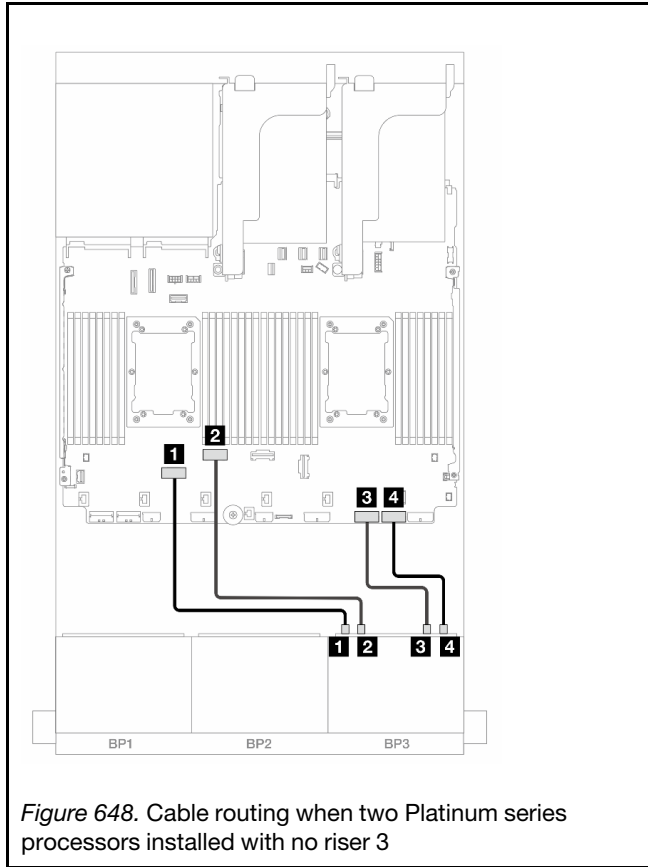 2
1
3 4
1 2 3 4
BP1 BP2 BP3
Figure 648. Cable routing when two Platinum series
processors installed with no riser 3